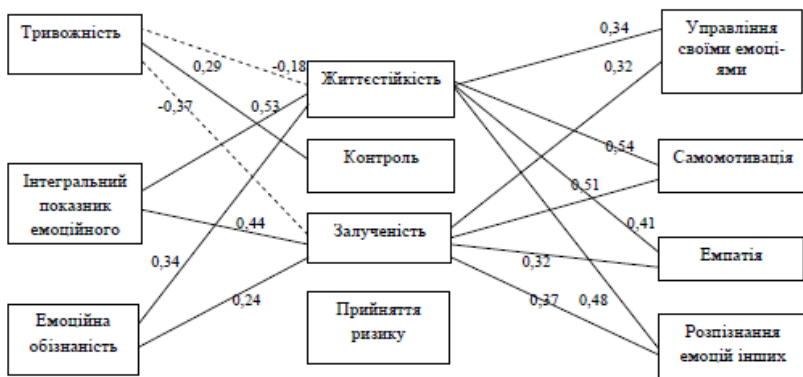 Тривожність
Інтегральний
показник
емоційного
Емоційна
обізнаність
-0,18
0,29
0,53
-0,37
0,44
0,34
0,24
Життєстійкість
Контроль
Залученість
Прийняття
ризику
0,34
0,32
0,54
0,51
0,41
0,32
0,37
0,48
Управління
своїми емоці-
ями
Самомотивація
Емпатія
Розпізнання
емоцій інших